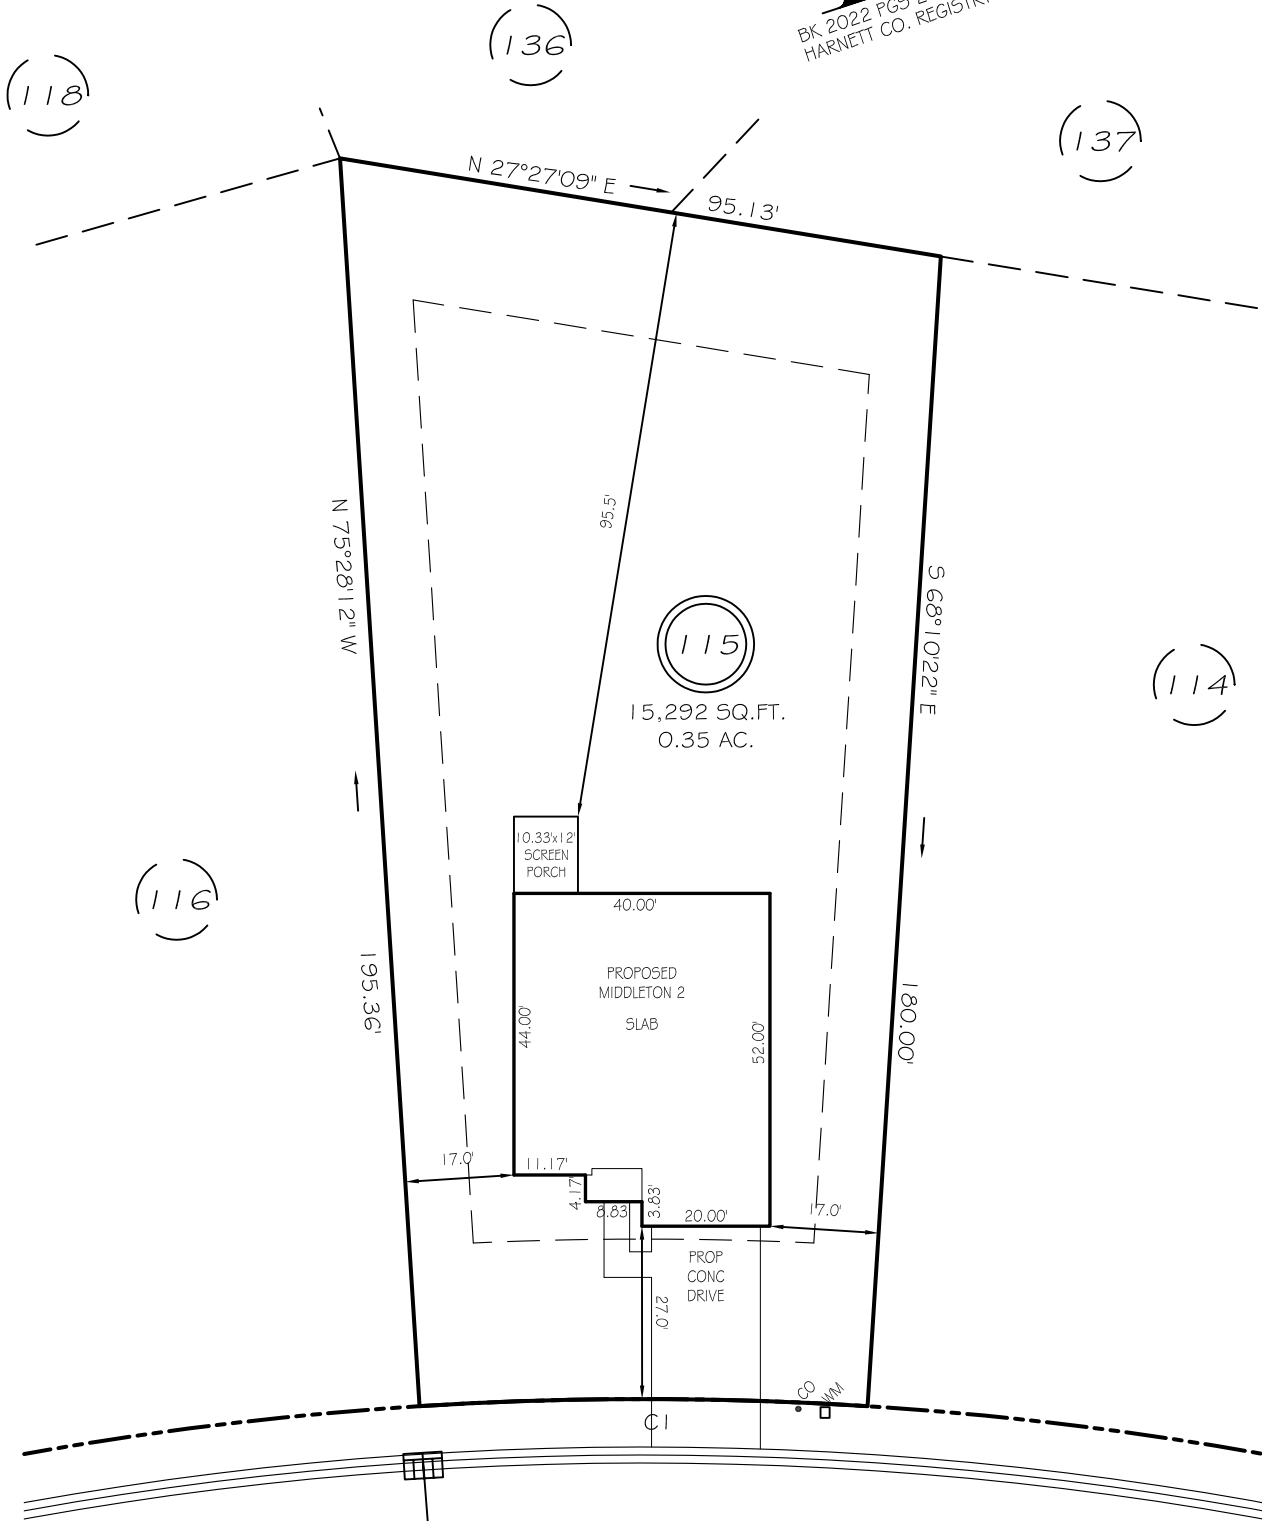 136
BK 2022 PGS
HARNETT CO. REGISTRY
118
137
N 27°27'09" E
95.13'
95.5'
N 75°28'12" W
S 68°10'22" E
115
15,292 SQ.FT.
0.35 AC.
114
10.33'x12'
SCREEN
PORCH
116
40.00'
195.36'
PROPOSED
MIDDLETON 2
SLAB
44.00'
52.00'
180.00'
17.0'
11.17'
4.17'
8.83'
3.83'
20.00'
17.0'
PROP
CONC
DRIVE
27.0'
CO
WM
C1